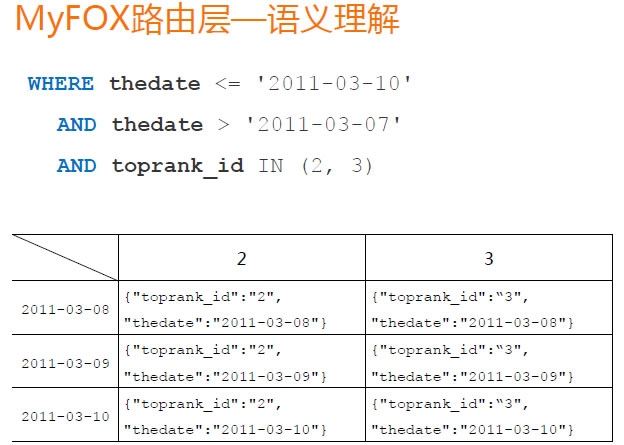 MyFOX路由层—语义理解
WHERE thedate <= '2011-03-10'
AND thedate > '2011-03-07'
AND toprank_id IN (2, 3)
2 3
2011-03-08 {"toprank_id":"2", {"toprank_id":“3",
"thedate":"2011-03-08"} "thedate":"2011-03-08"}
2011-03-09 {"toprank_id":"2", {"toprank_id":“3",
"thedate":"2011-03-09"} "thedate":"2011-03-09"}
2011-03-10 {"toprank_id":"2", {"toprank_id":“3",
"thedate":"2011-03-10"} "thedate":"2011-03-10"}